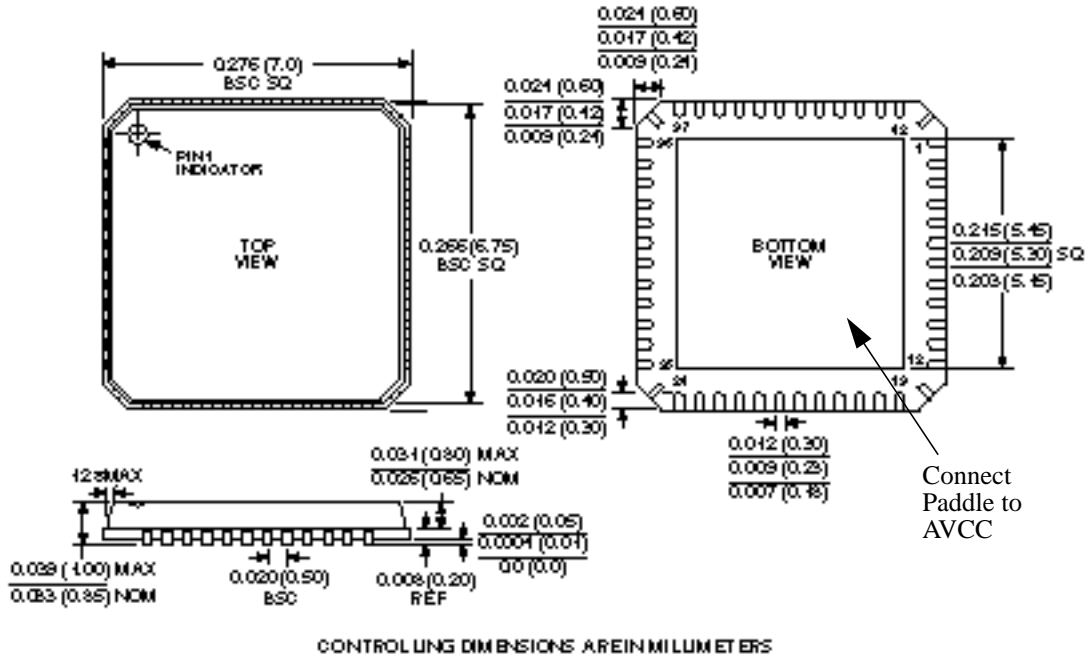 0.276 (7.0)
BSC SQ
PIN 1
INDICATOR
TOP
VIEW
0.266(6.75)
BSC SQ
0.024 (0.60)
0.017 (0.42)
0.009 (0.24)
0.024 (0.60)
0.017 (0.42)
0.009 (0.24)
37
42
36
1
BOTTOM
VIEW
0.215(5.45)
0.209(5.30) SQ
0.203(5.15)
25
24
12
13
0.020 (0.50)
0.016 (0.40)
0.012 (0.30)
0.012 (0.30)
0.009 (0.23)
0.007 (0.18)
Connect
Paddle to
AVCC
0.031(0.80) MAX
0.026(0.65) NOM
0.039 (1.00) MAX
0.033 (0.85) NOM
0.020(0.50)
BSC
0.008(0.20)
REF
0.002 (0.05)
0.0004 (0.01)
0.0 (0.0)
CONTROLLING DIMENSIONS ARE IN MILLIMETERS